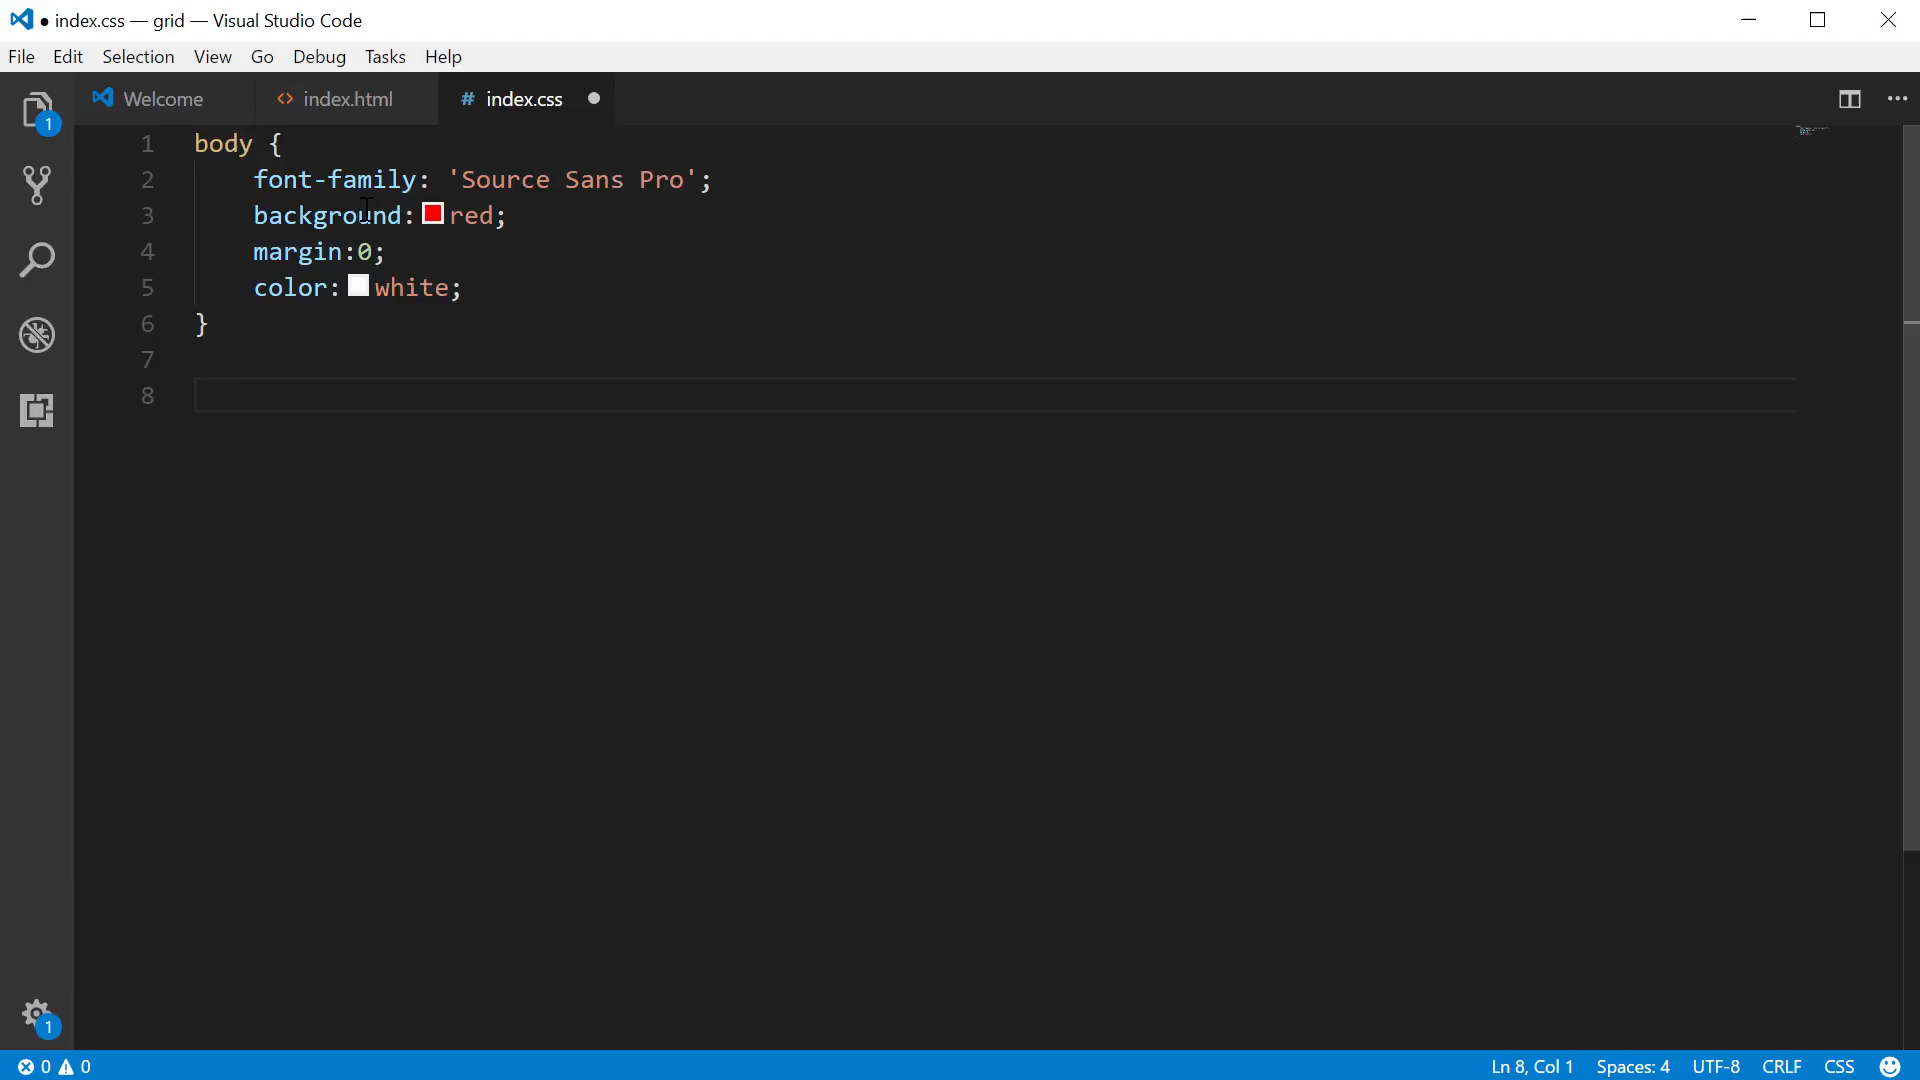 ● index.css — grid — Visual Studio Code
File Edit Selection View Go Debug Tasks Help
Welcome <> index.html # index.css ●
1
1 body {
2 font-family: 'Source Sans Pro';
3 background: red;
4 margin:0;
5 color: white;
6 }
7
8
1
0 0 Ln 8, Col 1 Spaces: 4 UTF-8 CRLF CSS